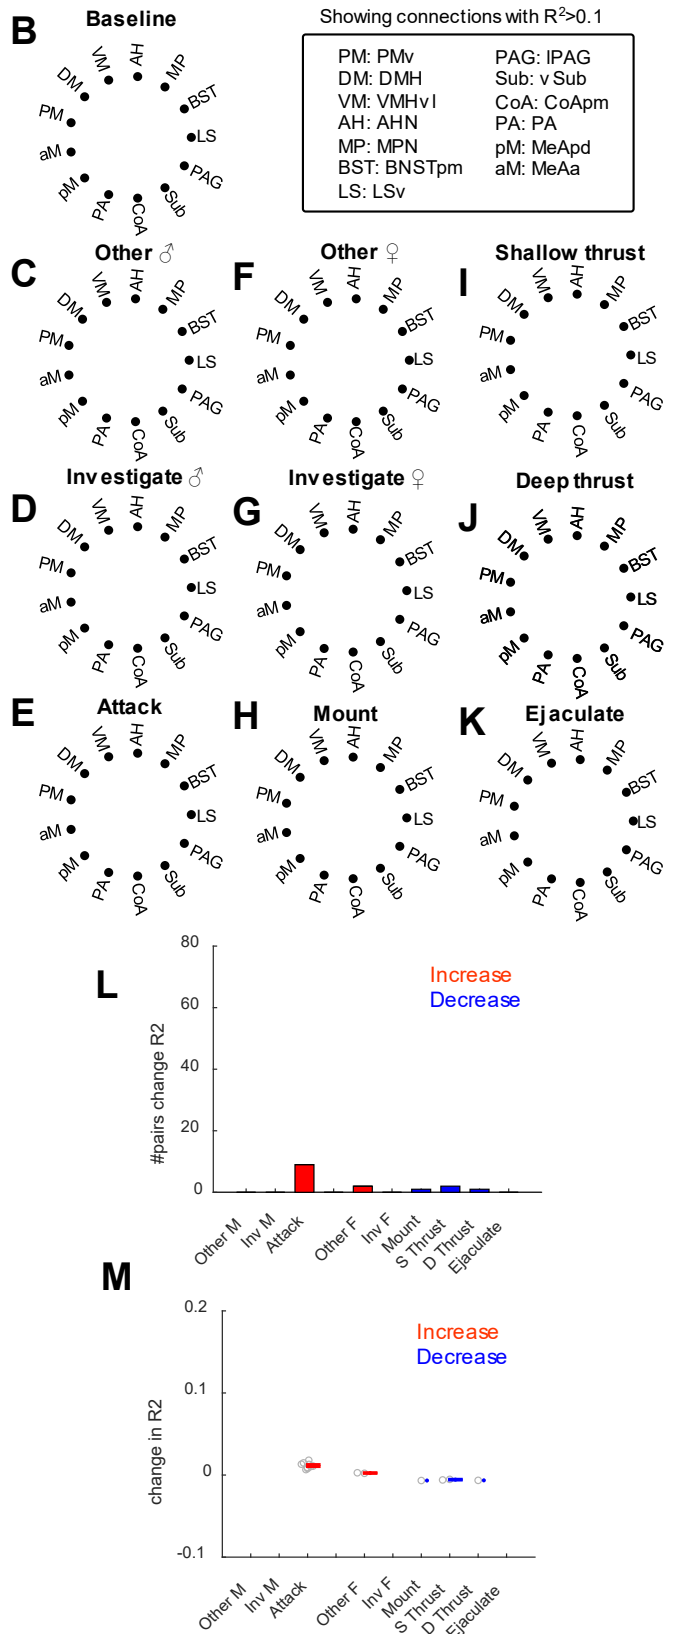 B
Baseline
AH
VM
MP
DM
BST
PM
LS
aM
PAG
pM
Sub
PA
CoA
Showing connections with R²>0.1
PM: PMv
DM: DMH
VM: VMHvl
AH: AHN
MP: MPN
BST: BNSTpm
LS: LSv
PAG: lPAG
Sub: vSub
CoA: CoApm
PA: PA
pM: MeApd
aM: MeAa
C
Other ♂
AH
VM
MP
DM
BST
PM
LS
aM
PAG
pM
Sub
PA
CoA
F
Other ♀
AH
VM
MP
DM
BST
PM
LS
aM
PAG
pM
Sub
PA
CoA
I
Shallow thrust
AH
VM
MP
DM
BST
PM
LS
aM
PAG
pM
Sub
PA
CoA
D
Investigate ♂
AH
VM
MP
DM
BST
PM
LS
aM
PAG
pM
Sub
PA
CoA
G
Investigate ♀
AH
VM
MP
DM
BST
PM
LS
aM
PAG
pM
Sub
PA
CoA
J
Deep thrust
AH
VM
MP
DM
BST
PM
LS
aM
PAG
pM
Sub
PA
CoA
E
Attack
AH
VM
MP
DM
BST
PM
LS
aM
PAG
pM
Sub
PA
CoA
H
Mount
AH
VM
MP
DM
BST
PM
LS
aM
PAG
pM
Sub
PA
CoA
K
Ejaculate
AH
VM
MP
DM
BST
PM
LS
aM
PAG
pM
Sub
PA
CoA
L
#pairs change R2
80
60
40
20
0
Increase
Decrease
Other M
Inv M
Attack
Other F
Inv F
Mount
S Thrust
D Thrust
Ejaculate
M
change in R2
0.2
0.1
0
-0.1
Increase
Decrease
Other M
Inv M
Attack
Other F
Inv F
Mount
S Thrust
D Thrust
Ejaculate